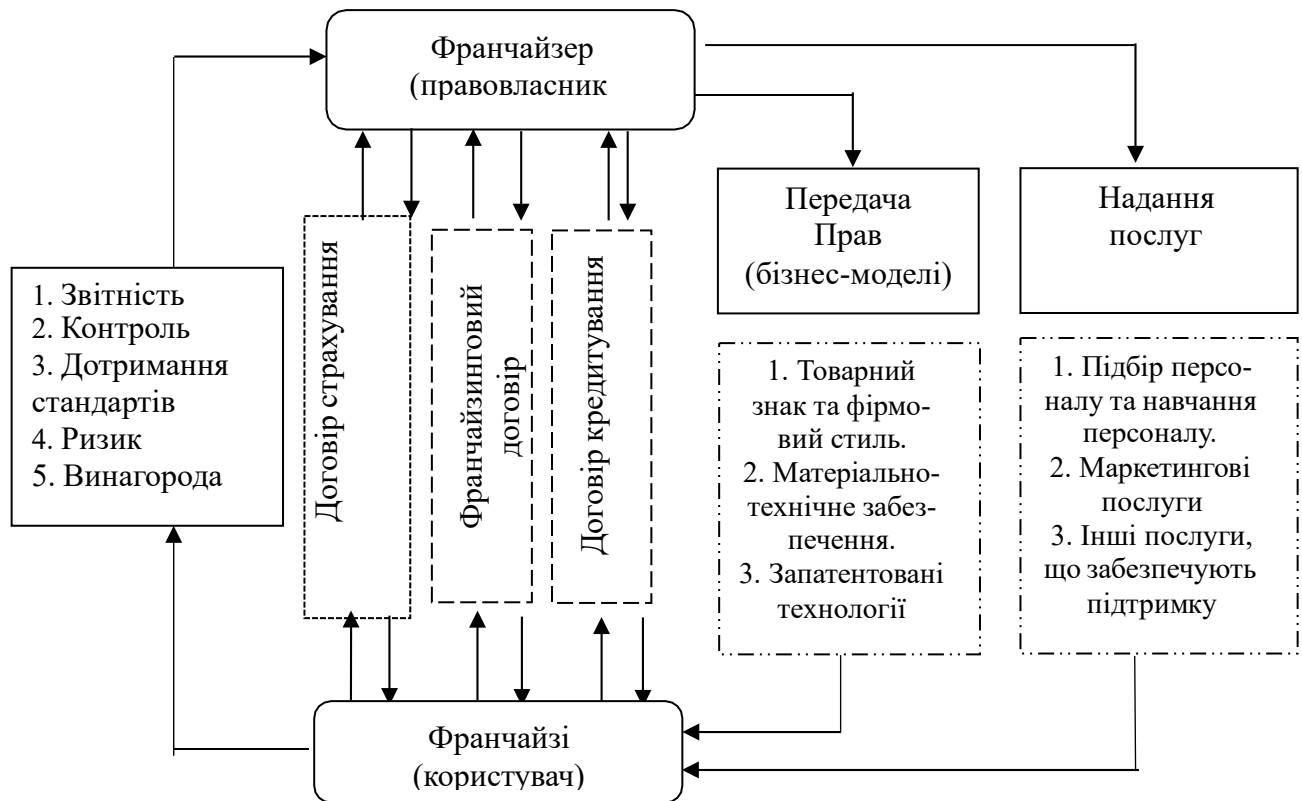 Франчайзер
(правовласник
Передача
Прав
(бізнес-моделі)
Надання
послуг
1. Звітність
2. Контроль
3. Дотримання
стандартів
4. Ризик
5. Винагорода
Договір страхування
Франчайзинговий
договір
Договір кредитування
1. Товарний
знак та фірмо-
вий стиль.
2. Матеріально-
технічне забез-
печення.
3. Запатентовані
технології
1. Підбір персо-
налу та навчання
персоналу.
2. Маркетингові
послуги
3. Інші послуги,
що забезпечують
підтримку
Франчайзі
(користувач)